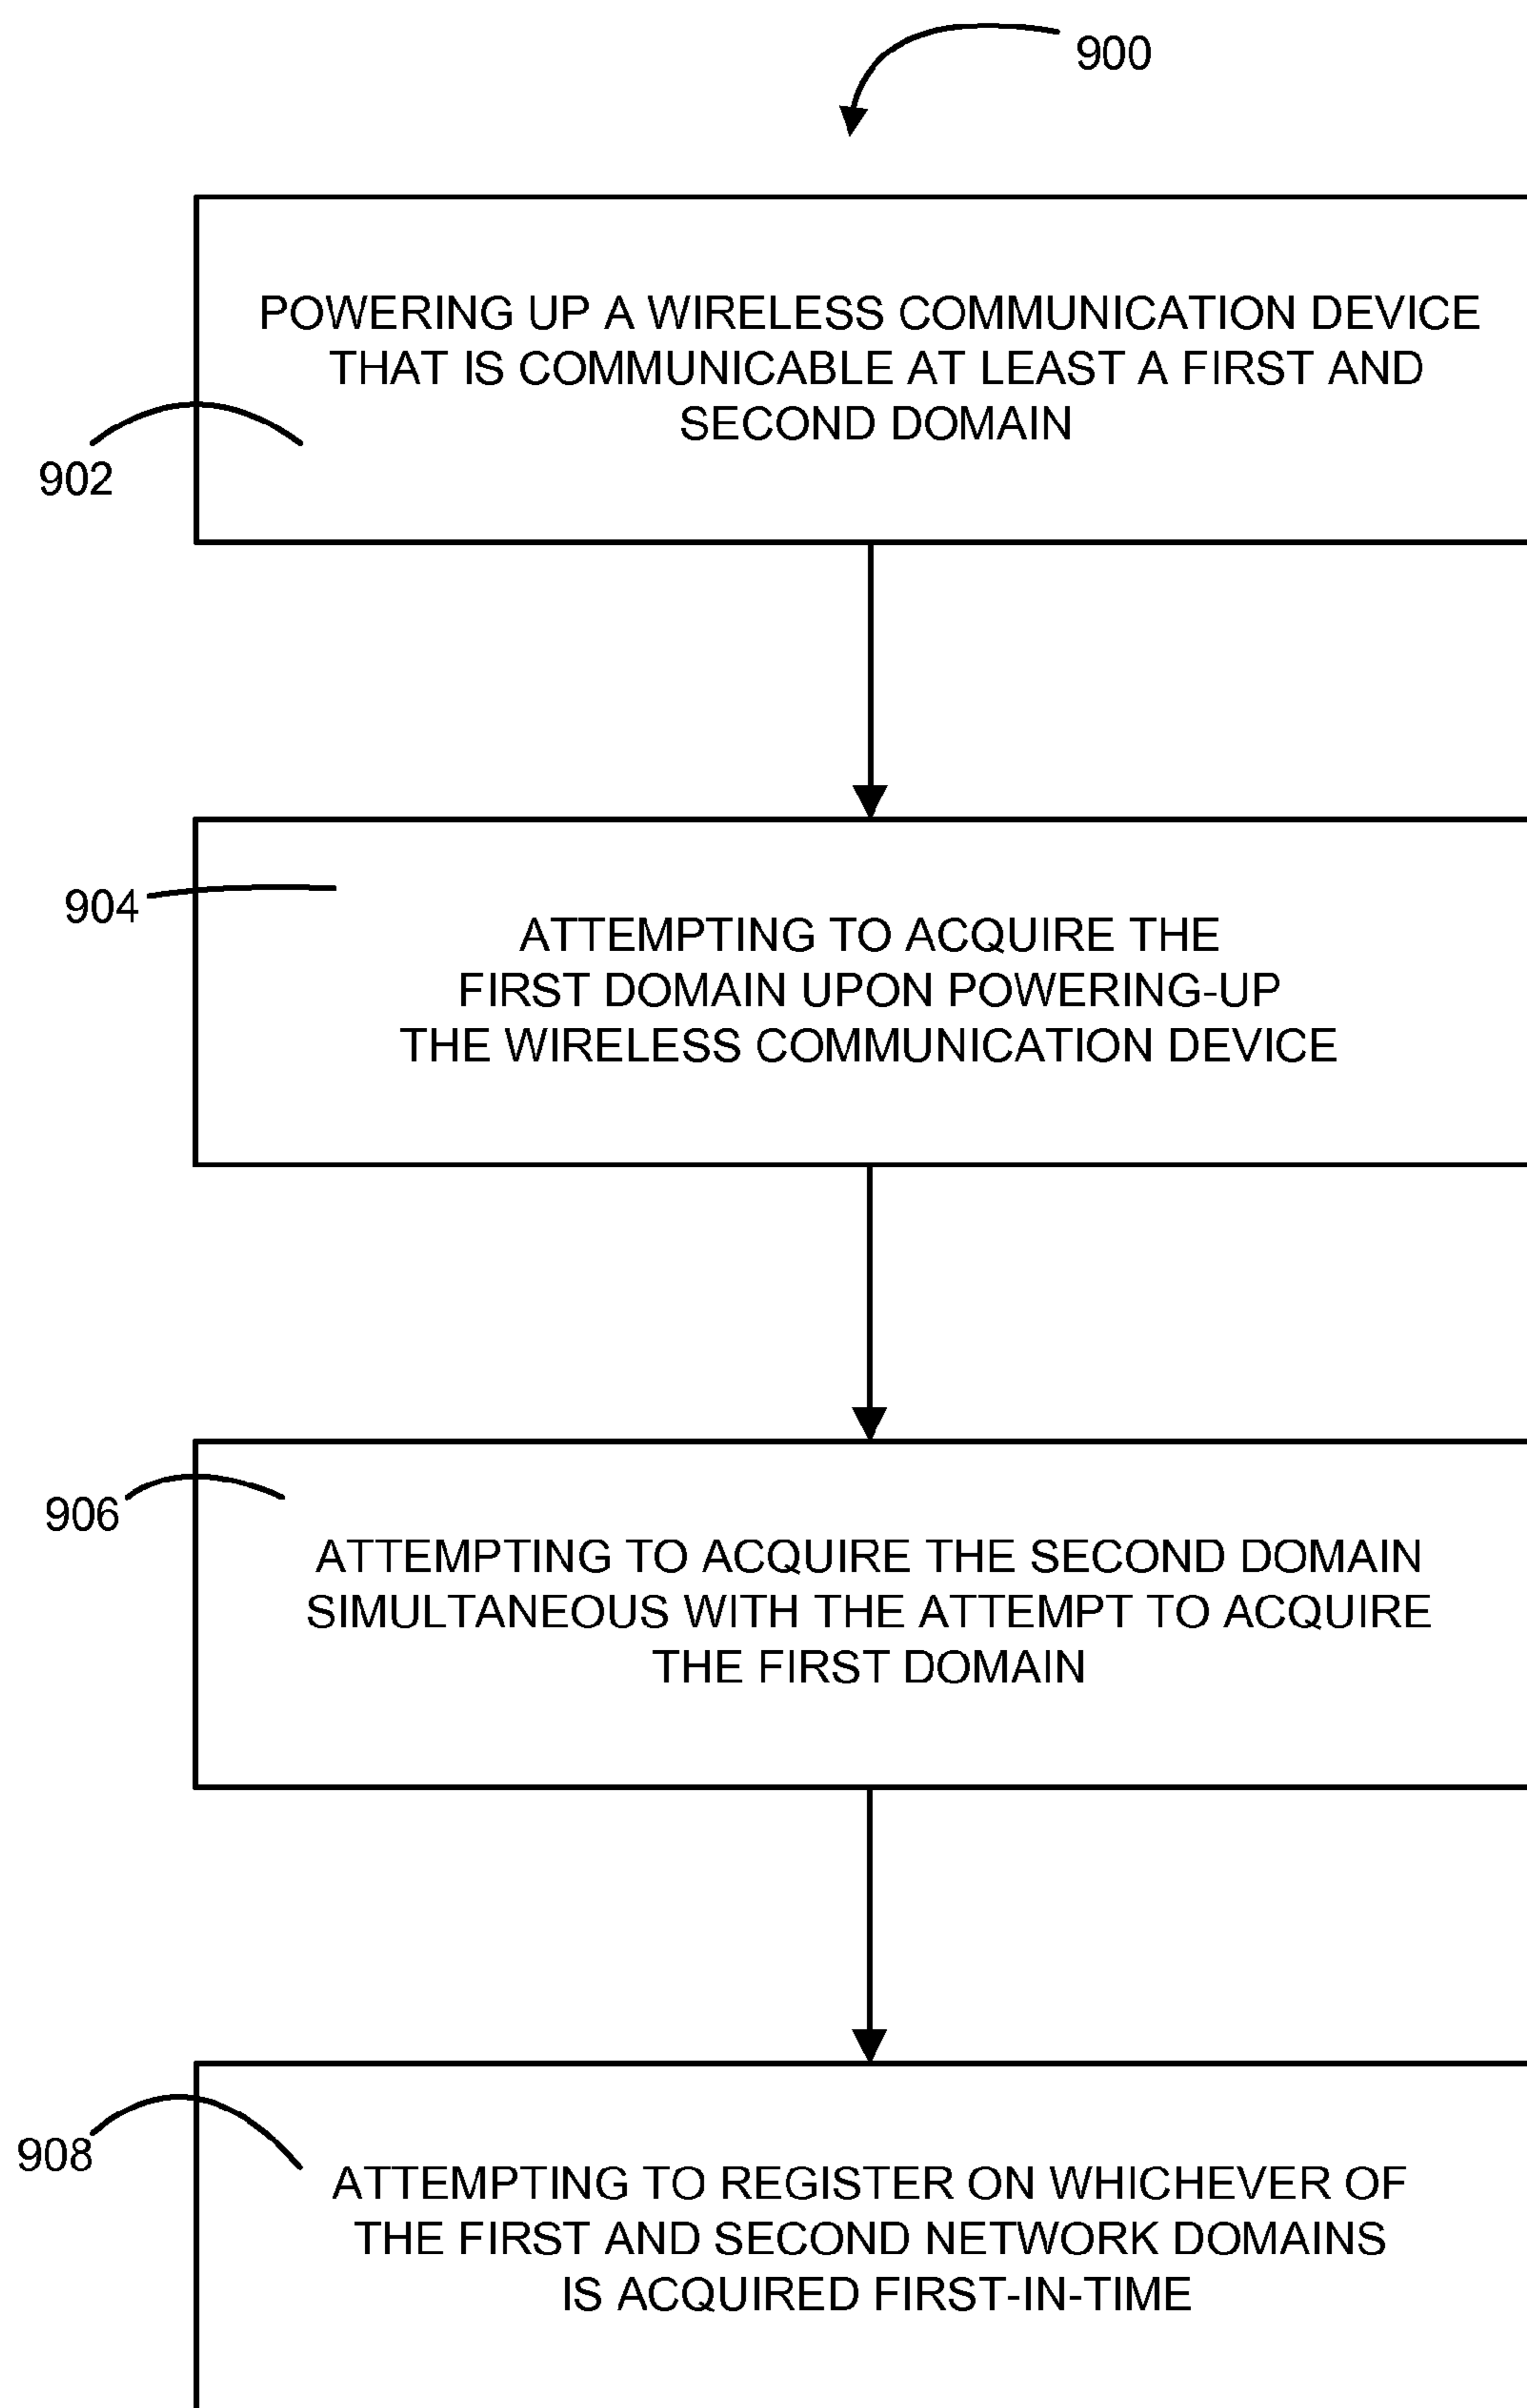 900
POWERING UP A WIRELESS COMMUNICATION DEVICE
THAT IS COMMUNICABLE AT LEAST A FIRST AND
SECOND DOMAIN
902
904
ATTEMPTING TO ACQUIRE THE
FIRST DOMAIN UPON POWERING-UP
THE WIRELESS COMMUNICATION DEVICE
906
ATTEMPTING TO ACQUIRE THE SECOND DOMAIN
SIMULTANEOUS WITH THE ATTEMPT TO ACQUIRE
THE FIRST DOMAIN
908
ATTEMPTING TO REGISTER ON WHICHEVER OF
THE FIRST AND SECOND NETWORK DOMAINS
IS ACQUIRED FIRST-IN-TIME